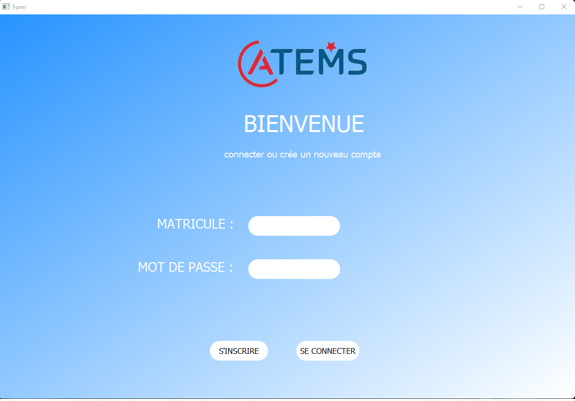 Form
ATEMS
BIENVENUE
connecter ou crée un nouveau compte
MATRICULE :
MOT DE PASSE :
S'INSCRIRE
SE CONNECTER